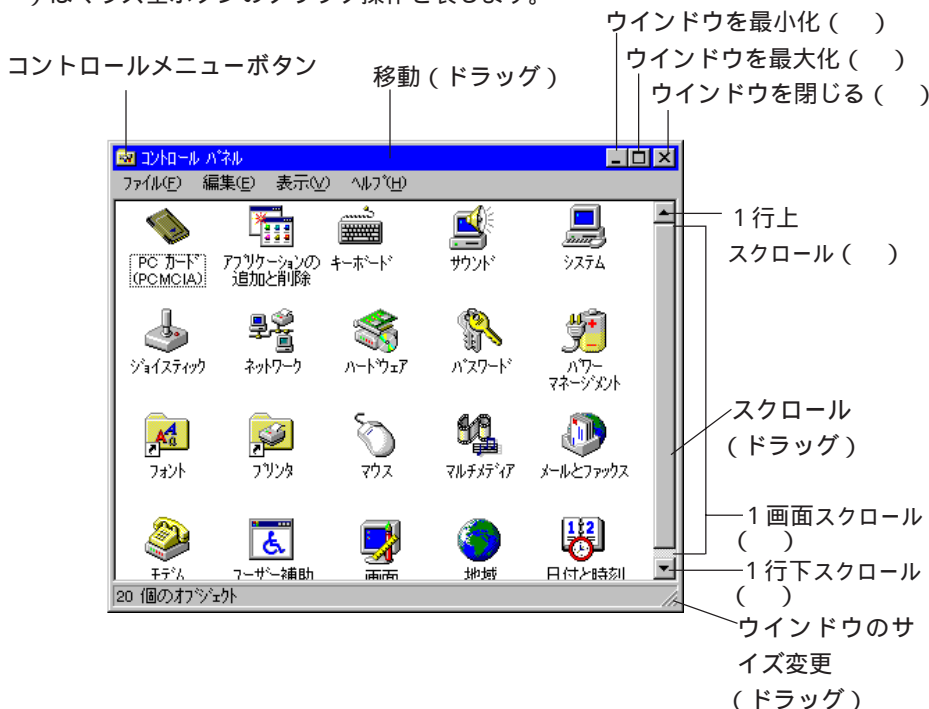 )はマウス左ボタンのクリック操作を表します。
ウインドウを最小化(　)
コントロールメニューボタン
移動(ドラッグ)
ウインドウを最大化(　)
ウインドウを閉じる(　)
コントロール パネル
ファイル(F) 編集(E) 表示(V) ヘルプ(H)
PC カード
(PCMCIA)
アプリケーションの
追加と削除
キーボード
サウンド
システム
1行上
スクロール(　)
ジョイスティック
ネットワーク
ハードウェア
パスワード
パワー
マネージメント
スクロール
(ドラッグ)
フォント
プリンタ
マウス
マルチメディア
メールとファックス
1画面スクロール
(　)
モデム
ユーザー補助
画面
地域
日付と時刻
1行下スクロール
(　)
20 個のオブジェクト
ウインドウのサ
イズ変更
(ドラッグ)